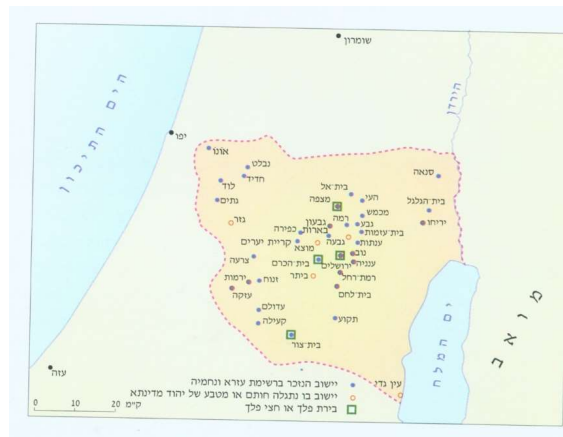 שומרון
הים התיכון
הירדן
יפו
אונו
נבלט
חדיד
לוד
סנאה
גתים
בית־אל
העי
מצפה
בית־הגלגל
מכמש
יריחו
גזר
רמה
גבע
גבעון
בארות
כפירה
בית־עזמות
קריית יערים
גבעה
ענתות
מוצא
נוב
צרעה
ירושלים
ענניה
בית־הכרם
ירמות
זנוח
ביתר
רמת־רחל
עזקה
בית־לחם
עדולם
קעילה
תקוע
בית־צור
עזה
ים המלח
מואב
עין גדי
יישוב הנזכר ברשימת עזרא ונחמיה
יישוב בו נתגלה חותם או מטבע של יהוד מדינתא
בירת פלך או חצי פלך
0 10 20 ק״מ